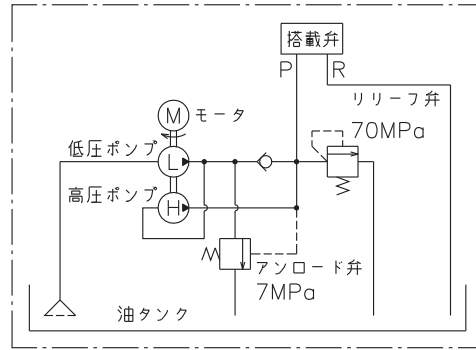 搭載弁
P R
リリーフ弁
70MPa
M モータ
低圧ポンプ L
高圧ポンプ H
アンロード弁
7MPa
油タンク